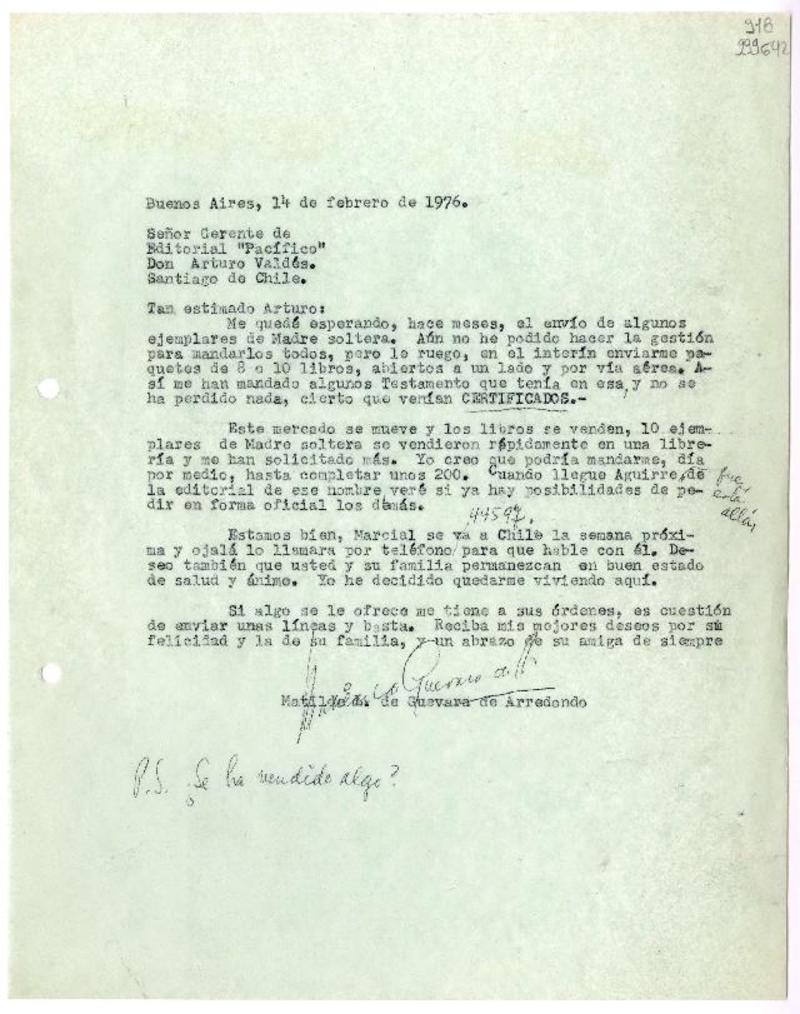 918
999642
Buenos Aires, 14 de febrero de 1976.
Señor Gerente de
Editorial "Pacífico"
Don Arturo Valdés.
Santiago de Chile.
Tan estimado Arturo:
Me quedé esperando, hace meses, el envío de algunos
ejemplares de Madre soltera. Aún no he podido hacer la gestión
para mandarlos todos, pero le ruego, en el interín enviarme pa-
quetes de 8 o 10 libros, abiertos a un lado y por vía aérea. A-
sí me han mandado algunos Testamento que tenía en esa, y no se
ha perdido nada, cierto que venían CERTIFICADOS.-
Este mercado se mueve y los libros se venden, 10 ejem-
plares de Madre soltera se vendieron rápidamente en una libre-
ría y me han solicitado más. Yo creo que podría mandarme, día
por medio, hasta completar unos 200. Cuando llegue Aguirre, de
la editorial de ese nombre, veré si ya hay posibilidades de pe-
dir en forma oficial los demás.
que
está
allá,
44597.
Estamos bien, Marcial se va a Chile la semana próxi-
ma y ojalá lo llamara por teléfono para que hable con él. De-
seo también que usted y su familia permanezcan en buen estado
de salud y ánimo. Yo he decidido quedarme viviendo aquí.
Si algo se le ofrece me tiene a sus órdenes, es cuestión
de enviar unas líneas y basta. Reciba mis mejores deseos por su
felicidad y la de su familia, y un abrazo de su amiga de siempre
Matilde L. de Guevara de Arredondo
P.S. ¿Se ha vendido algo?